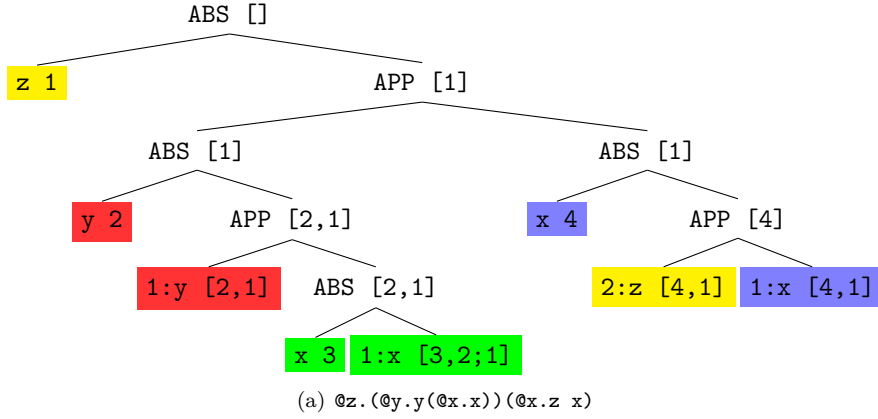 ABS []
z 1
APP [1]
ABS [1]
ABS [1]
y 2
APP [2,1]
x 4
APP [4]
1:y [2,1]
ABS [2,1]
2:z [4,1]
1:x [4,1]
x 3
1:x [3,2;1]
(a) @z.(@y.y(@x.x))(@x.z x)